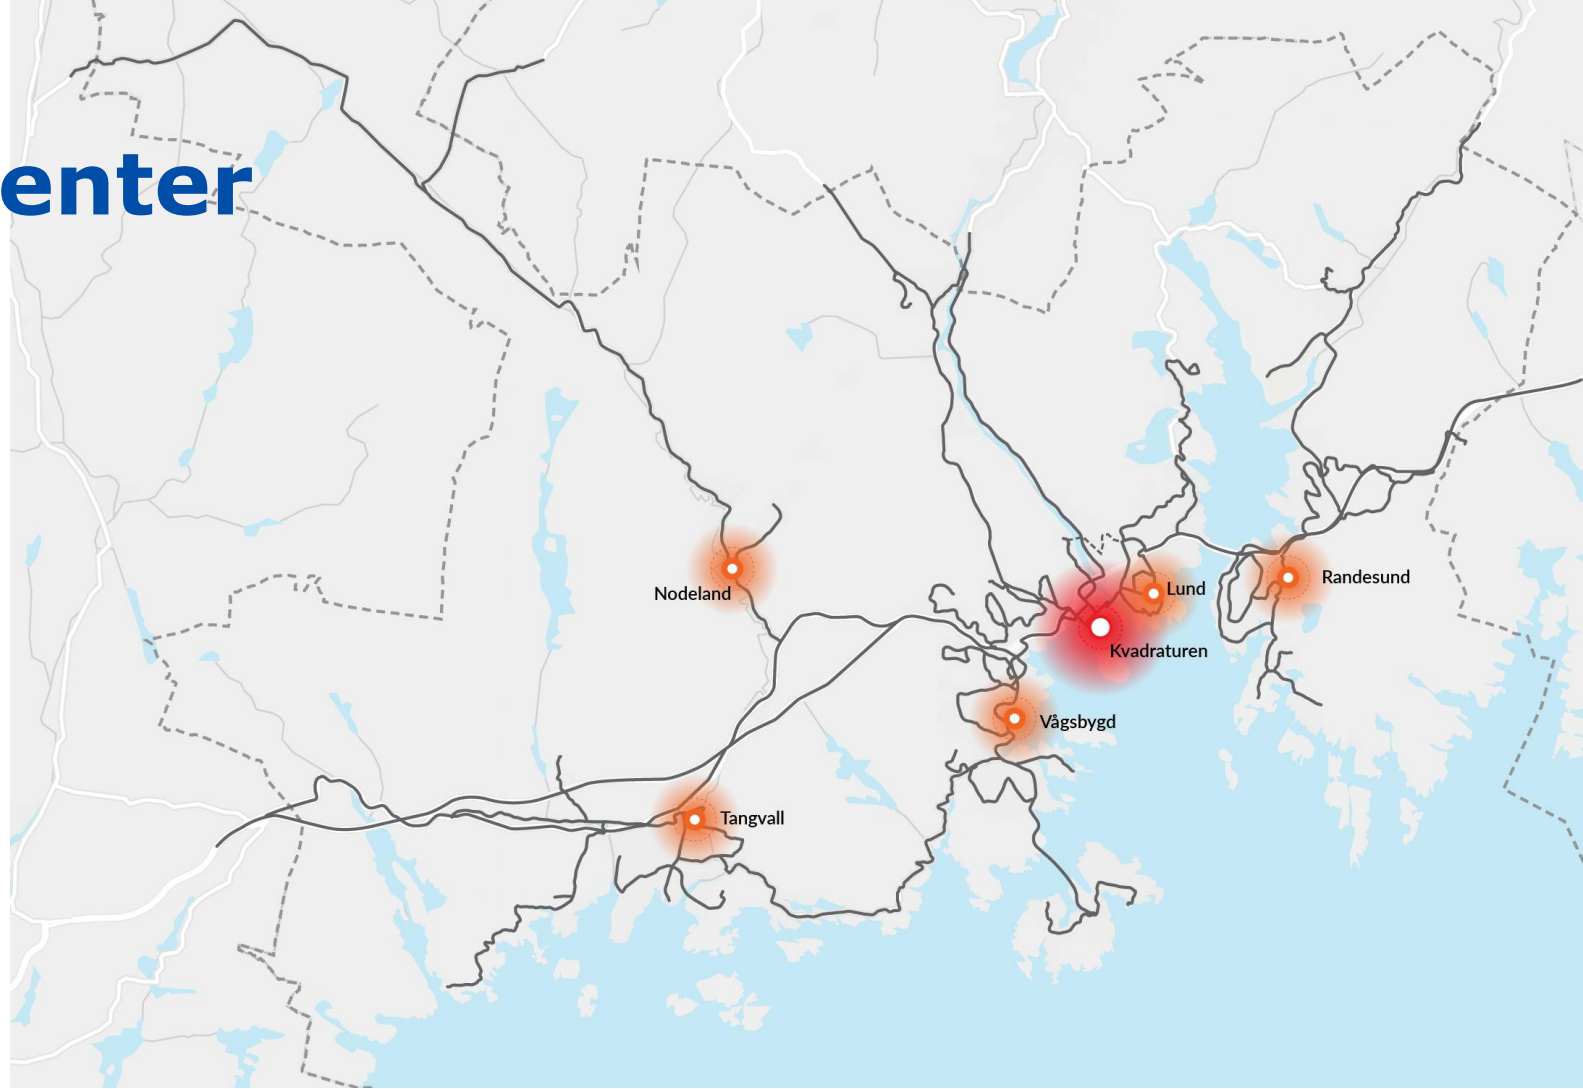 enter
Nodeland
Lund
Randesund
Kvadraturen
Vågsbygd
Tangvall